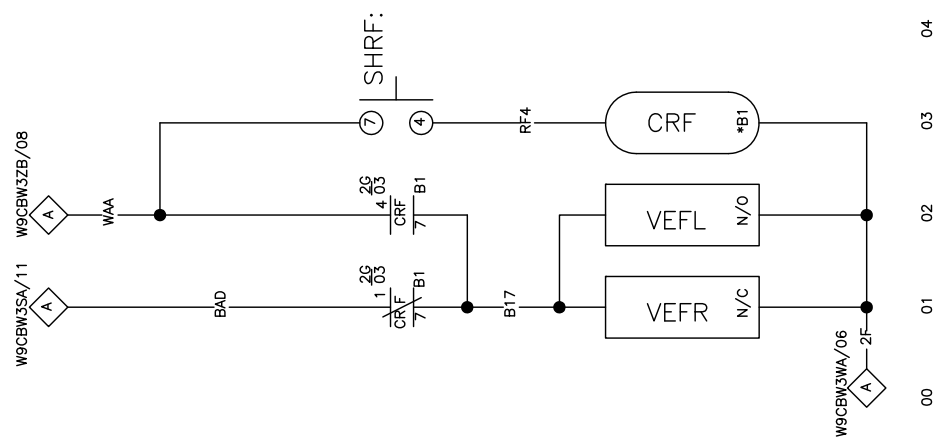 W9CBW3ZB/08
A
WAA
W9CBW3SA/11
A
BAD
SHRF:
7
4
RF4
CRF
*B1
2G
03
4
CRF
7
B1
2G
03
1
CRF
7
B1
B17
VEFL
N/O
VEFR
N/C
W9CBW3WA/06
A
2F
00
01
02
03
04